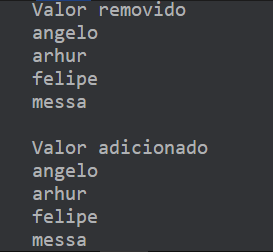 Valor removido
angelo
arhur
felipe
messa
Valor adicionado
angelo
arhur
felipe
messa